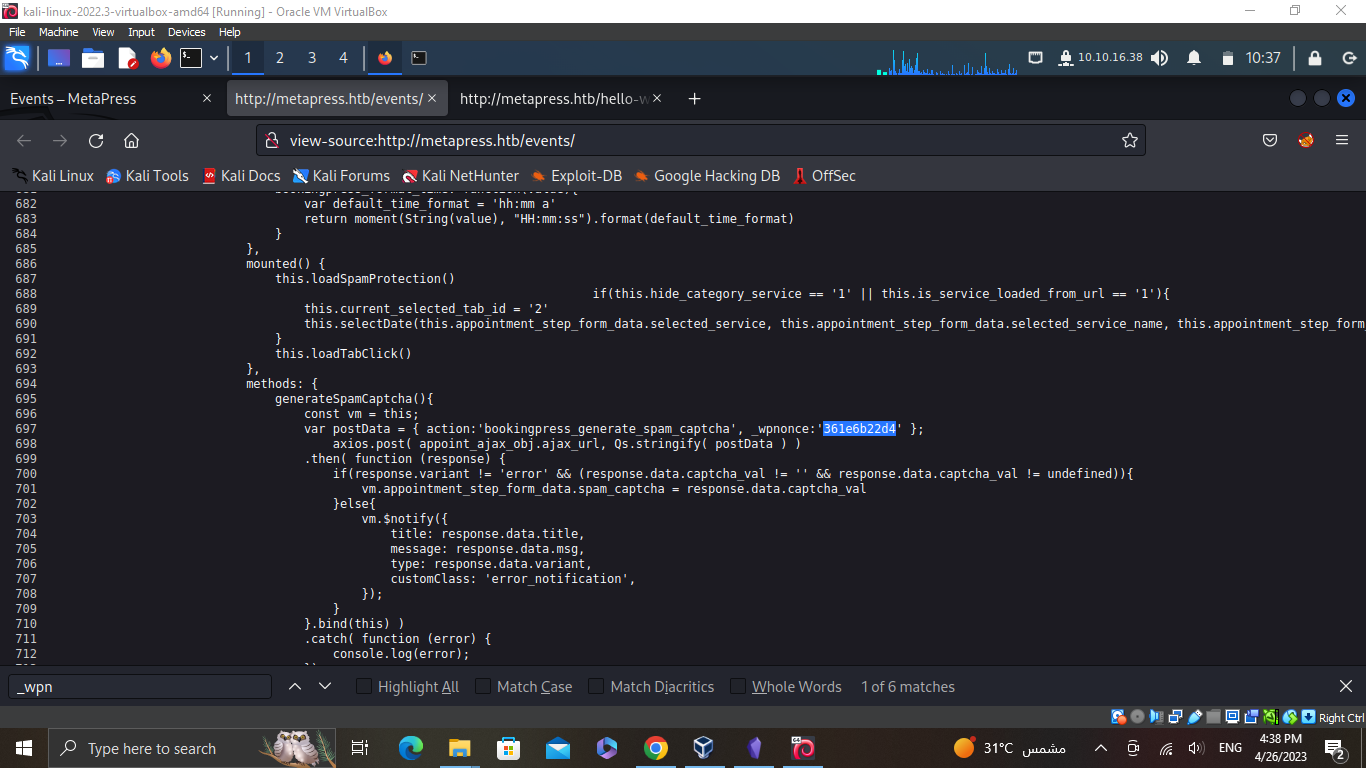 kali-linux-2022.3-virtualbox-amd64 [Running] - Oracle VM VirtualBox
File Machine View Input Devices Help
1 2 3 4 10.10.16.38 10:37
Events – MetaPress http://metapress.htb/events/ http://metapress.htb/hello-w
view-source:http://metapress.htb/events/
Kali Linux Kali Tools Kali Docs Kali Forums Kali NetHunter Exploit-DB Google Hacking DB OffSec
682 var default_time_format = 'hh:mm a'
683 return moment(String(value), "HH:mm:ss").format(default_time_format)
684 }
685 },
686 mounted() {
687 this.loadSpamProtection()
688 if(this.hide_category_service == '1' || this.is_service_loaded_from_url == '1'){
689 this.current_selected_tab_id = '2'
690 this.selectDate(this.appointment_step_form_data.selected_service, this.appointment_step_form_data.selected_service_name, this.appointment_step_form_
691 }
692 this.loadTabClick()
693 },
694 methods: {
695 generateSpamCaptcha(){
696 const vm = this;
697 var postData = { action:'bookingpress_generate_spam_captcha', _wpnonce:'361e6b22d4' };
698 axios.post( appoint_ajax_obj.ajax_url, Qs.stringify( postData ) )
699 .then( function (response) {
700 if(response.variant != 'error' && (response.data.captcha_val != '' && response.data.captcha_val != undefined)){
701 vm.appointment_step_form_data.spam_captcha = response.data.captcha_val
702 }else{
703 vm.$notify({
704 title: response.data.title,
705 message: response.data.msg,
706 type: response.data.variant,
707 customClass: 'error_notification',
708 });
709 }
710 }.bind(this) )
711 .catch( function (error) {
712 console.log(error);
_wpn Highlight All Match Case Match Diacritics Whole Words 1 of 6 matches
Right Ctrl
Type here to search 31°C مشمس ENG 4:38 PM
4/26/2023 2